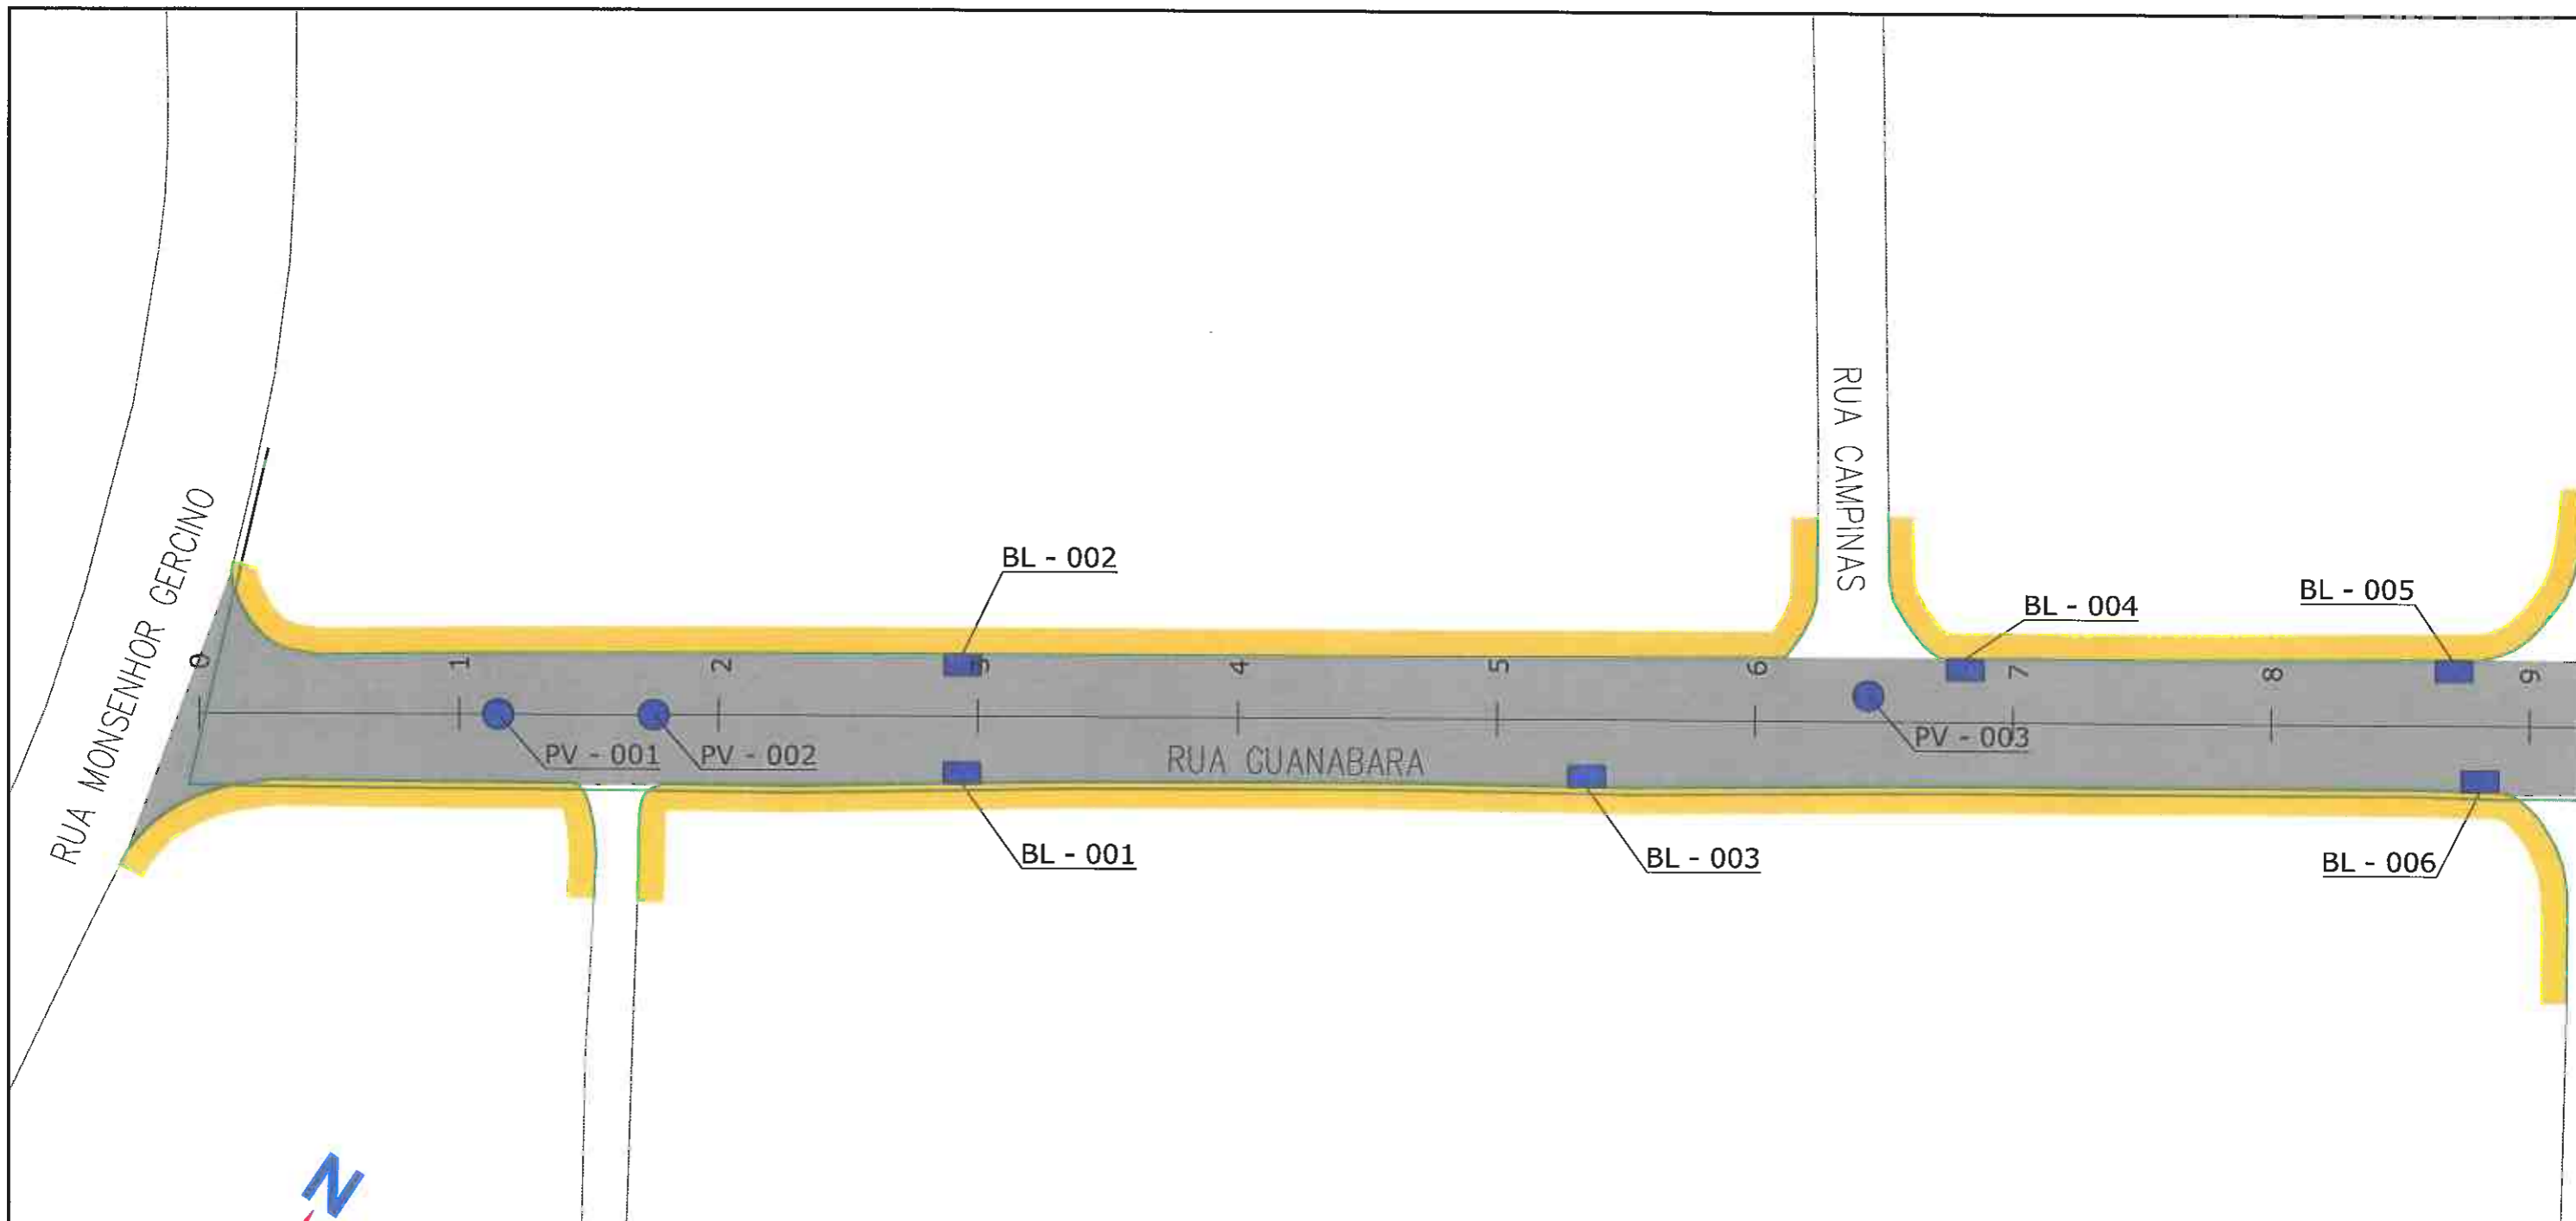 RUA MONSENHOR GERCINO
RUA CAMPINAS
BL - 002
BL - 004
BL - 005
0
1
2
3
4
5
6
7
8
9
PV - 001
PV - 002
RUA GUANABARA
PV - 003
BL - 001
BL - 003
BL - 006
N